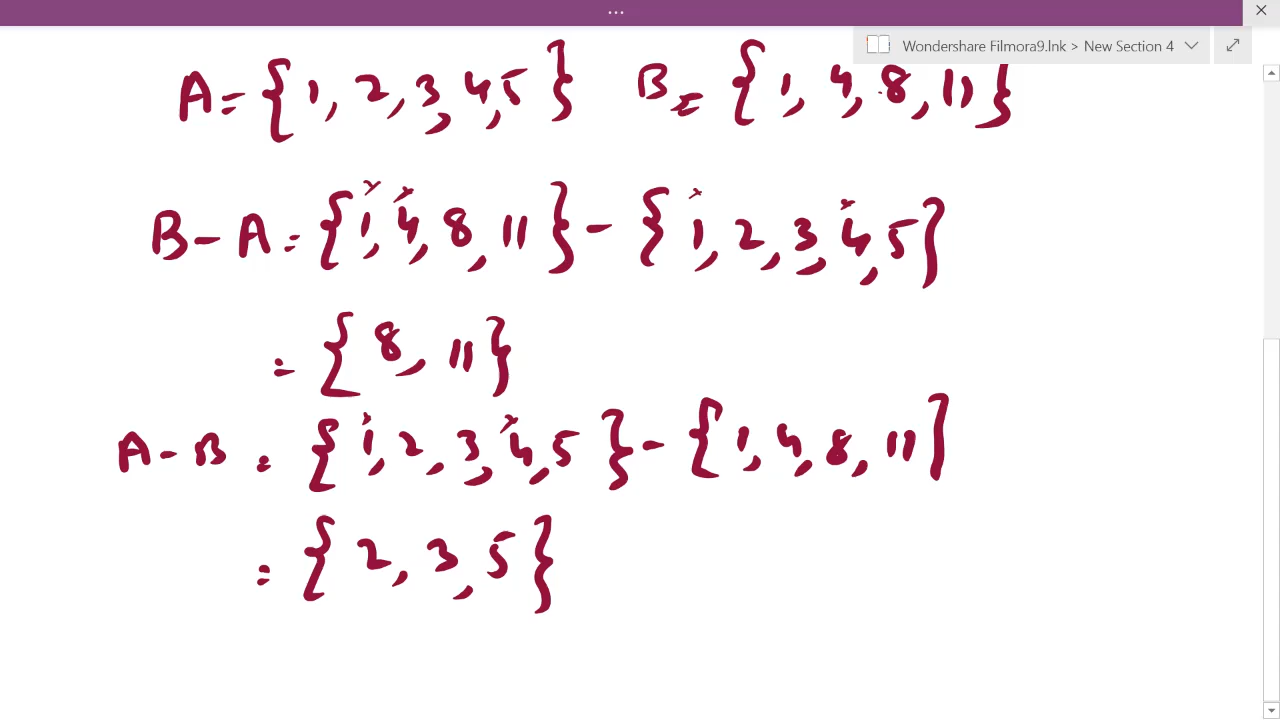 ...
Wondershare Filmora9.lnk > New Section 4
A = {1, 2, 3, 4, 5} B = {1, 4, 8, 11}
B - A = {1, 4, 8, 11} - {1, 2, 3, 4, 5}
= {8, 11}
A - B = {1, 2, 3, 4, 5} - {1, 4, 8, 11}
= {2, 3, 5}